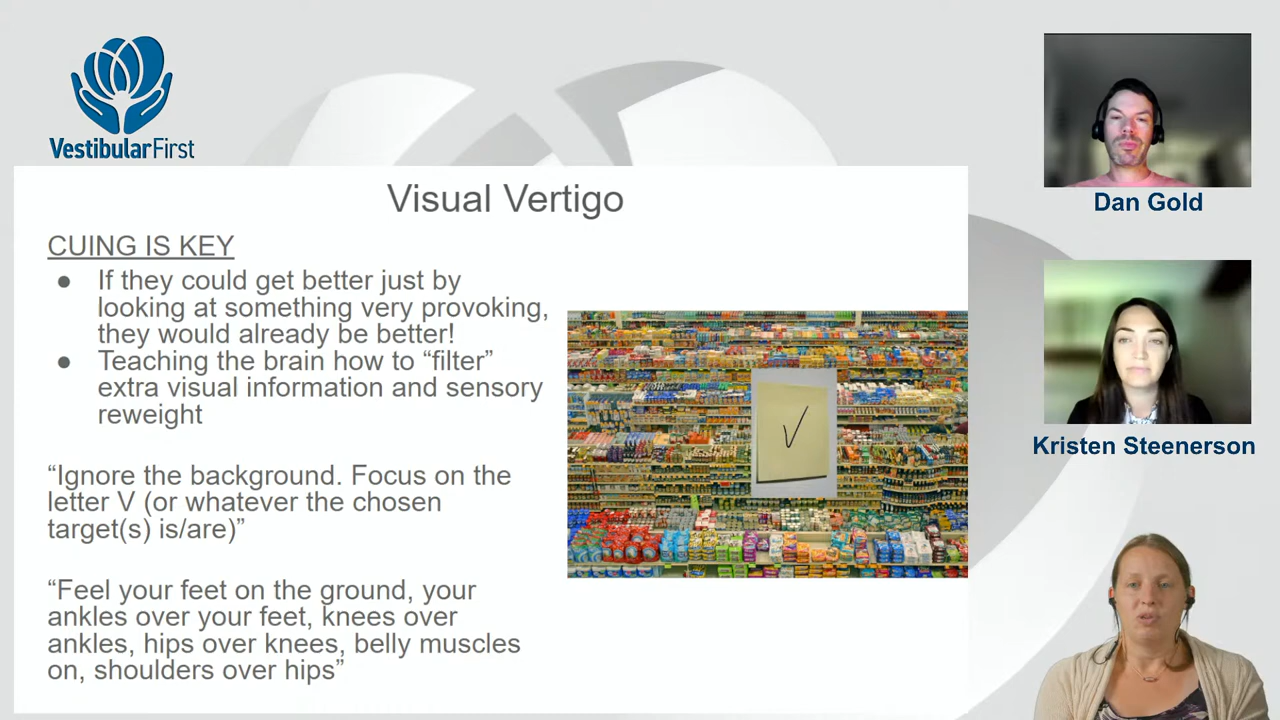 VestibularFirst
Visual Vertigo
CUING IS KEY
● If they could get better just by
looking at something very provoking,
they would already be better!
● Teaching the brain how to “filter”
extra visual information and sensory
reweight
“Ignore the background. Focus on the
letter V (or whatever the chosen
target(s) is/are)”
“Feel your feet on the ground, your
ankles over your feet, knees over
ankles, hips over knees, belly muscles
on, shoulders over hips”
V
Dan Gold
Kristen Steenerson